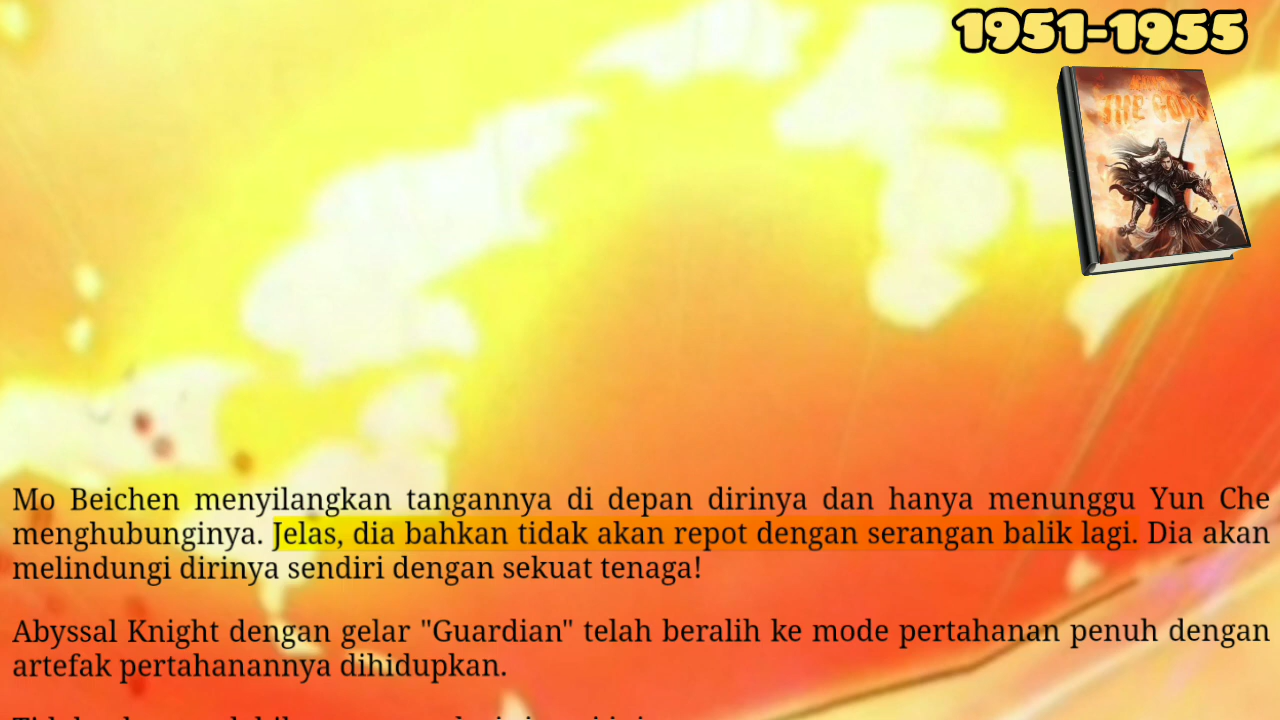 1951-1955
THE GODS
Mo Beichen menyilangkan tangannya di depan dirinya dan hanya menunggu Yun Che
menghubunginya. Jelas, dia bahkan tidak akan repot dengan serangan balik lagi. Dia akan
melindungi dirinya sendiri dengan sekuat tenaga!
Abyssal Knight dengan gelar "Guardian" telah beralih ke mode pertahanan penuh dengan
artefak pertahanannya dihidupkan.